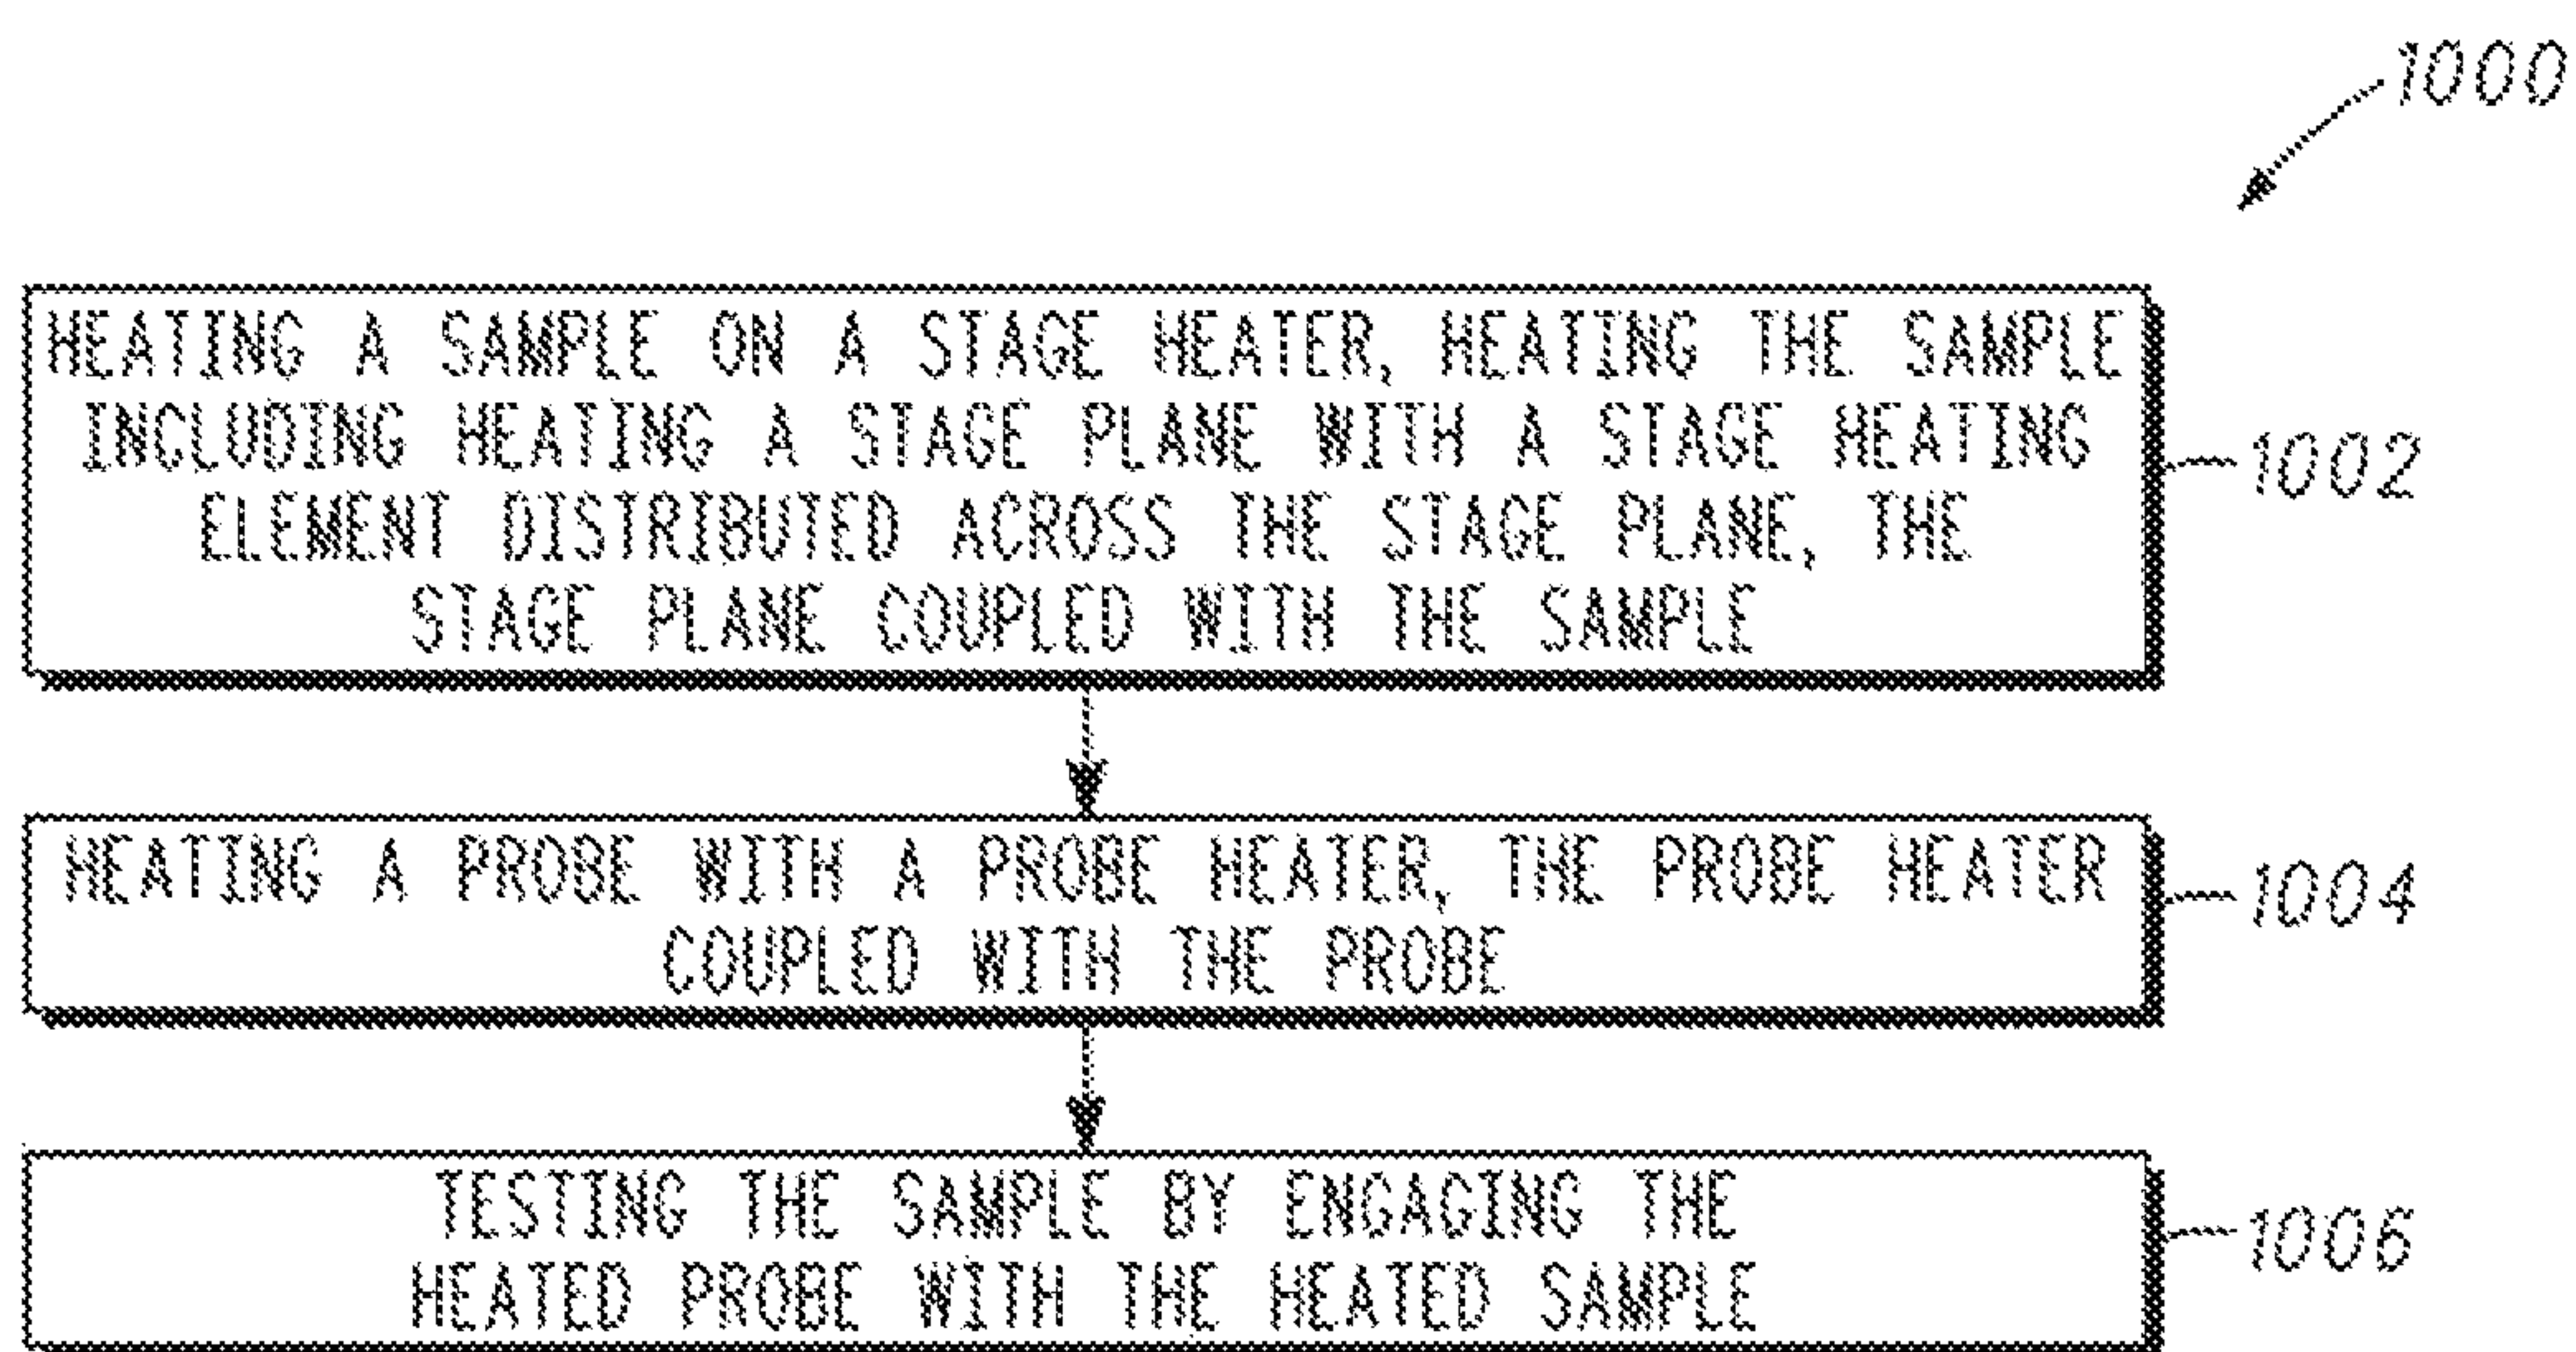 1000
HEATING A SAMPLE ON A STAGE HEATER, HEATING THE SAMPLE
INCLUDING HEATING A STAGE PLANE WITH A STAGE HEATING
ELEMENT DISTRIBUTED ACROSS THE STAGE PLANE, THE
STAGE PLANE COUPLED WITH THE SAMPLE
1002
HEATING A PROBE WITH A PROBE HEATER, THE PROBE HEATER
COUPLED WITH THE PROBE
1004
TESTING THE SAMPLE BY ENGAGING THE
HEATED PROBE WITH THE HEATED SAMPLE
1006